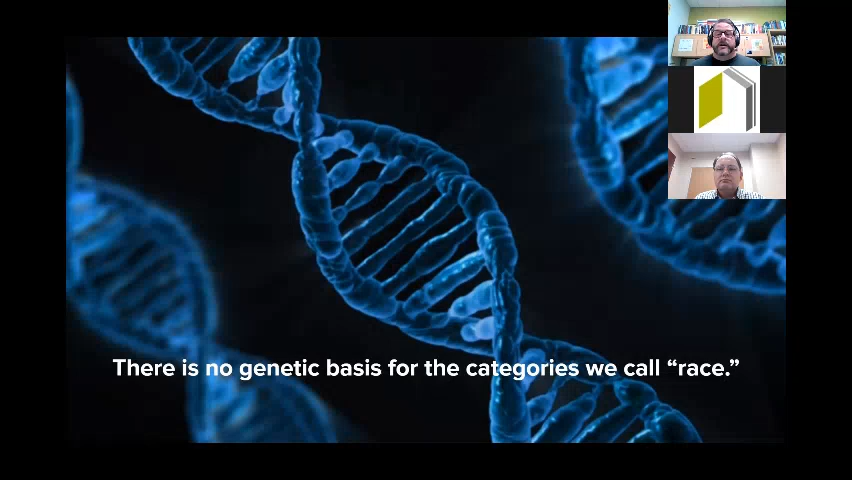 There is no genetic basis for the categories we call “race.”